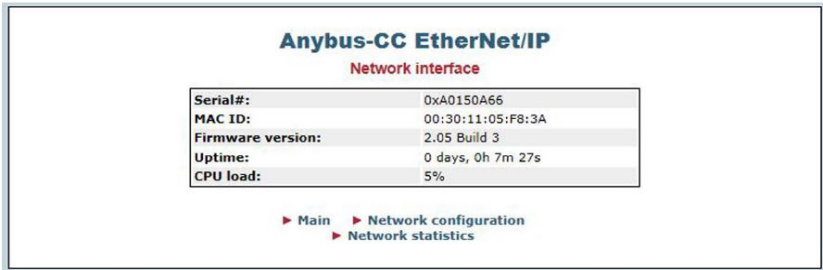 Anybus-CC EtherNet/IP
Network interface
Serial#: 0xA0150A66
MAC ID: 00:30:11:05:F8:3A
Firmware version: 2.05 Build 3
Uptime: 0 days, 0h 7m 27s
CPU load: 5%
► Main ► Network configuration
► Network statistics